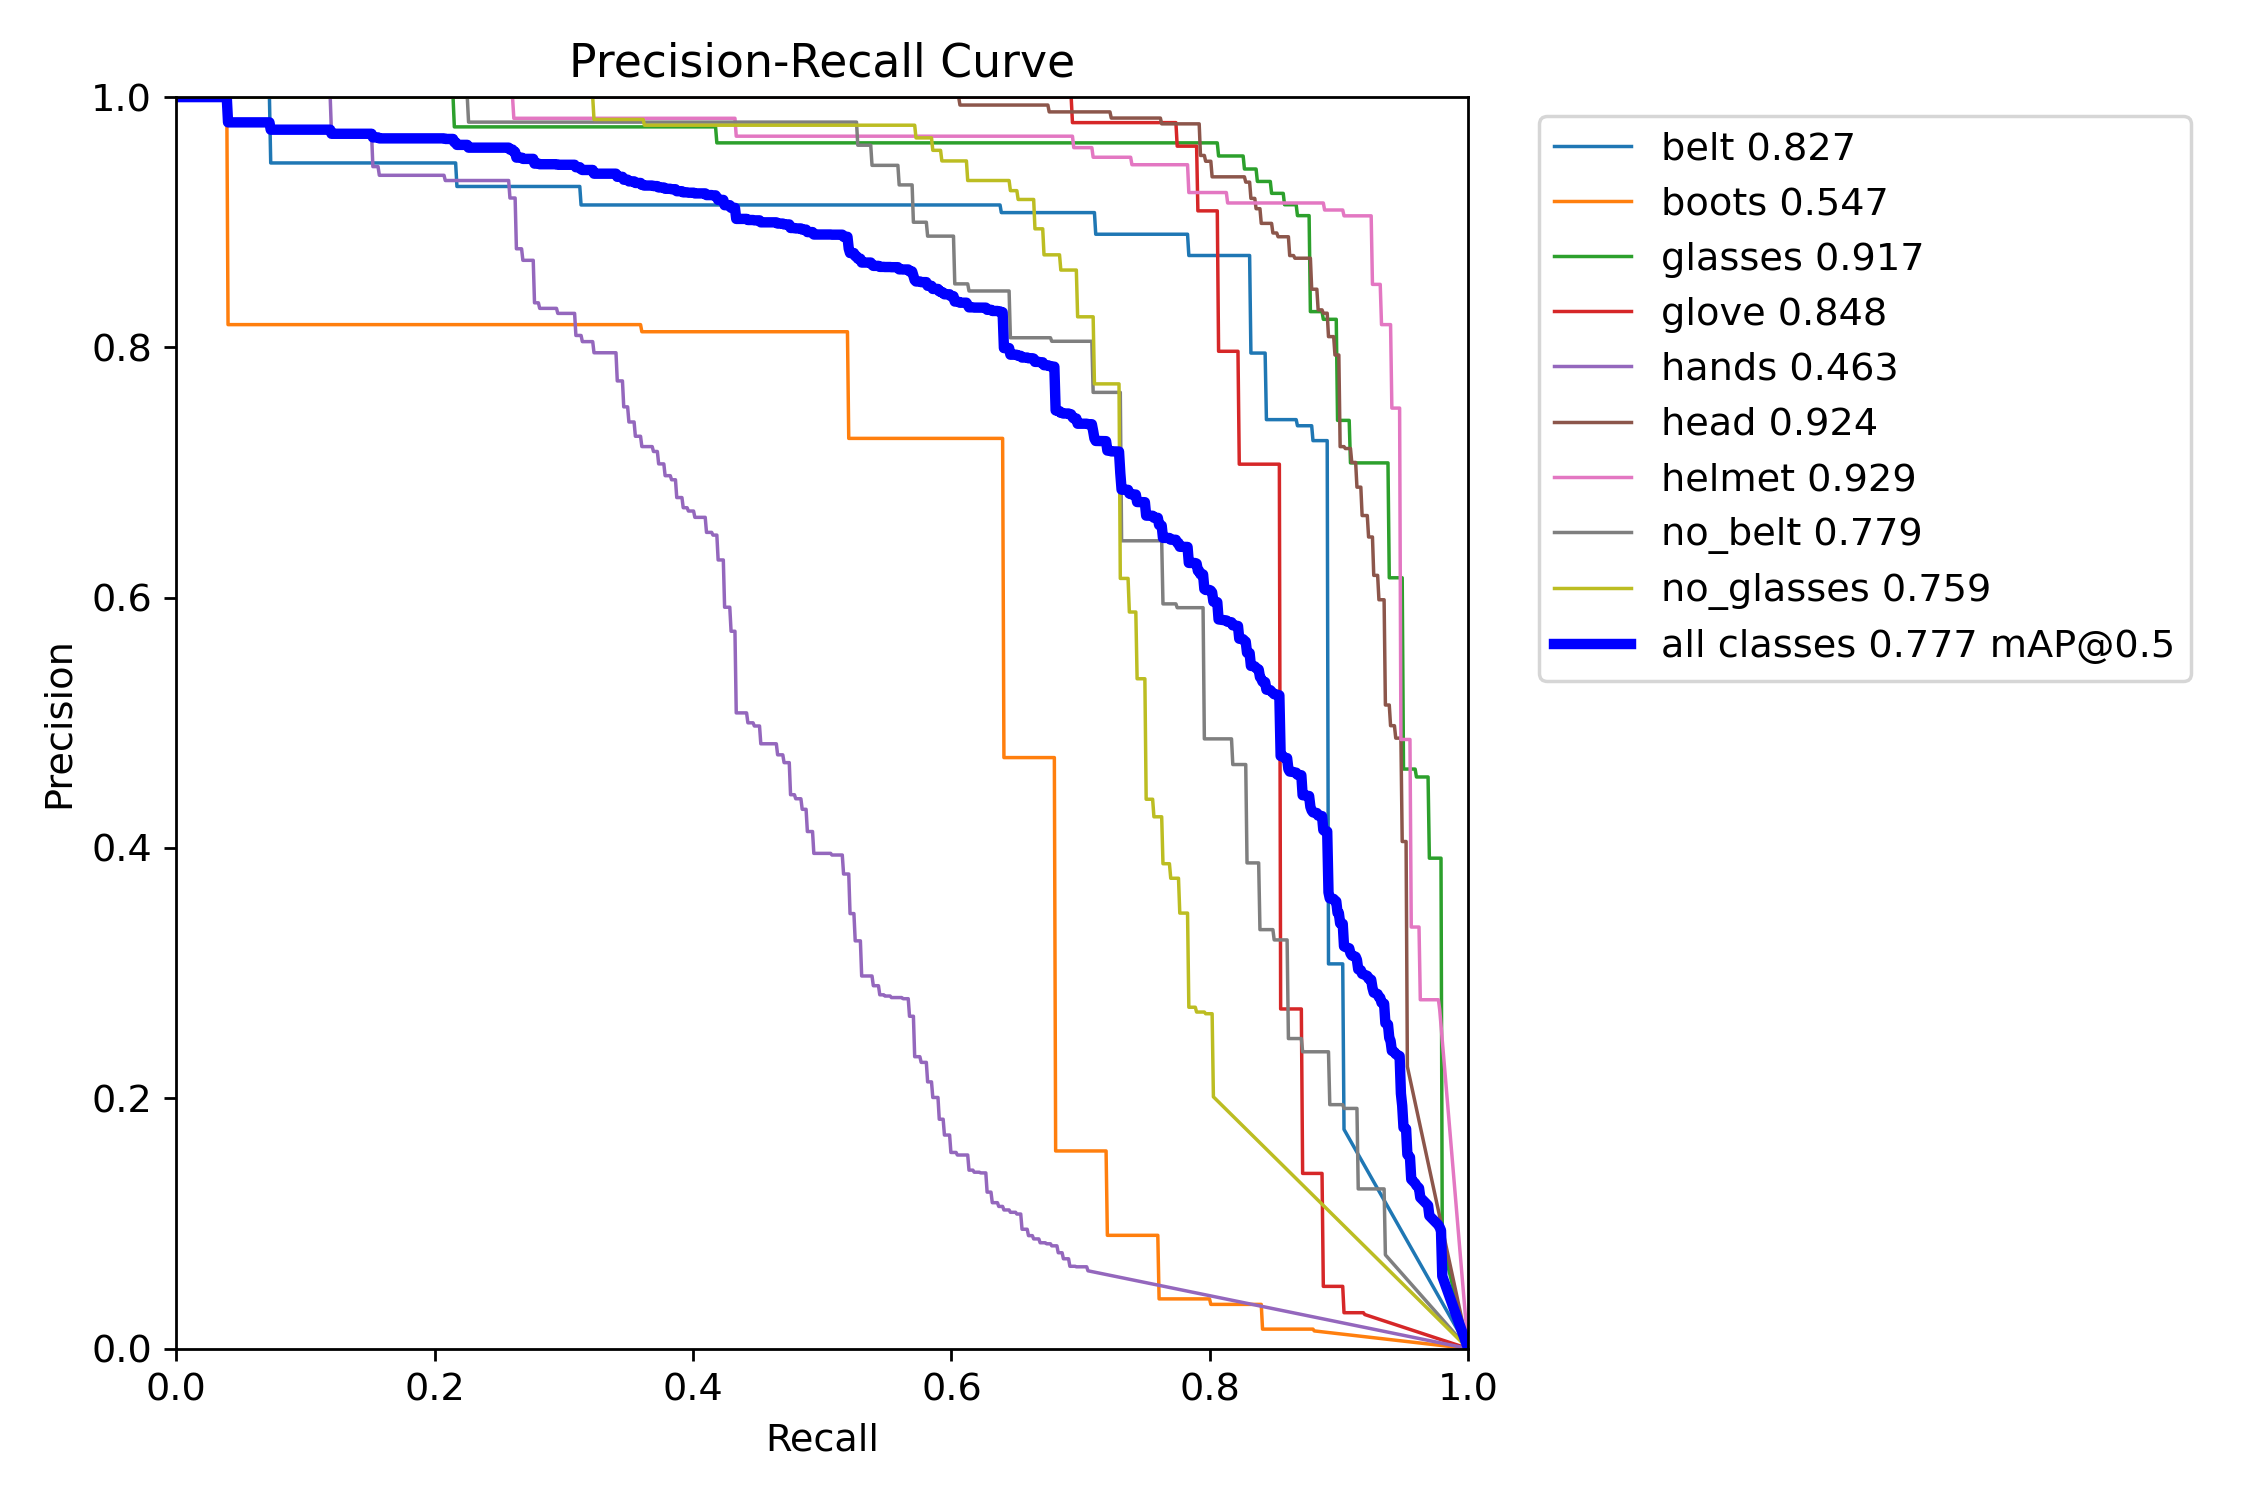 Precision-Recall Curve
1.0
0.8
0.6
0.4
0.2
0.0
Precision
0.0 0.2 0.4 0.6 0.8 1.0
Recall
belt 0.827
boots 0.547
glasses 0.917
glove 0.848
hands 0.463
head 0.924
helmet 0.929
no_belt 0.779
no_glasses 0.759
all classes 0.777 mAP@0.5